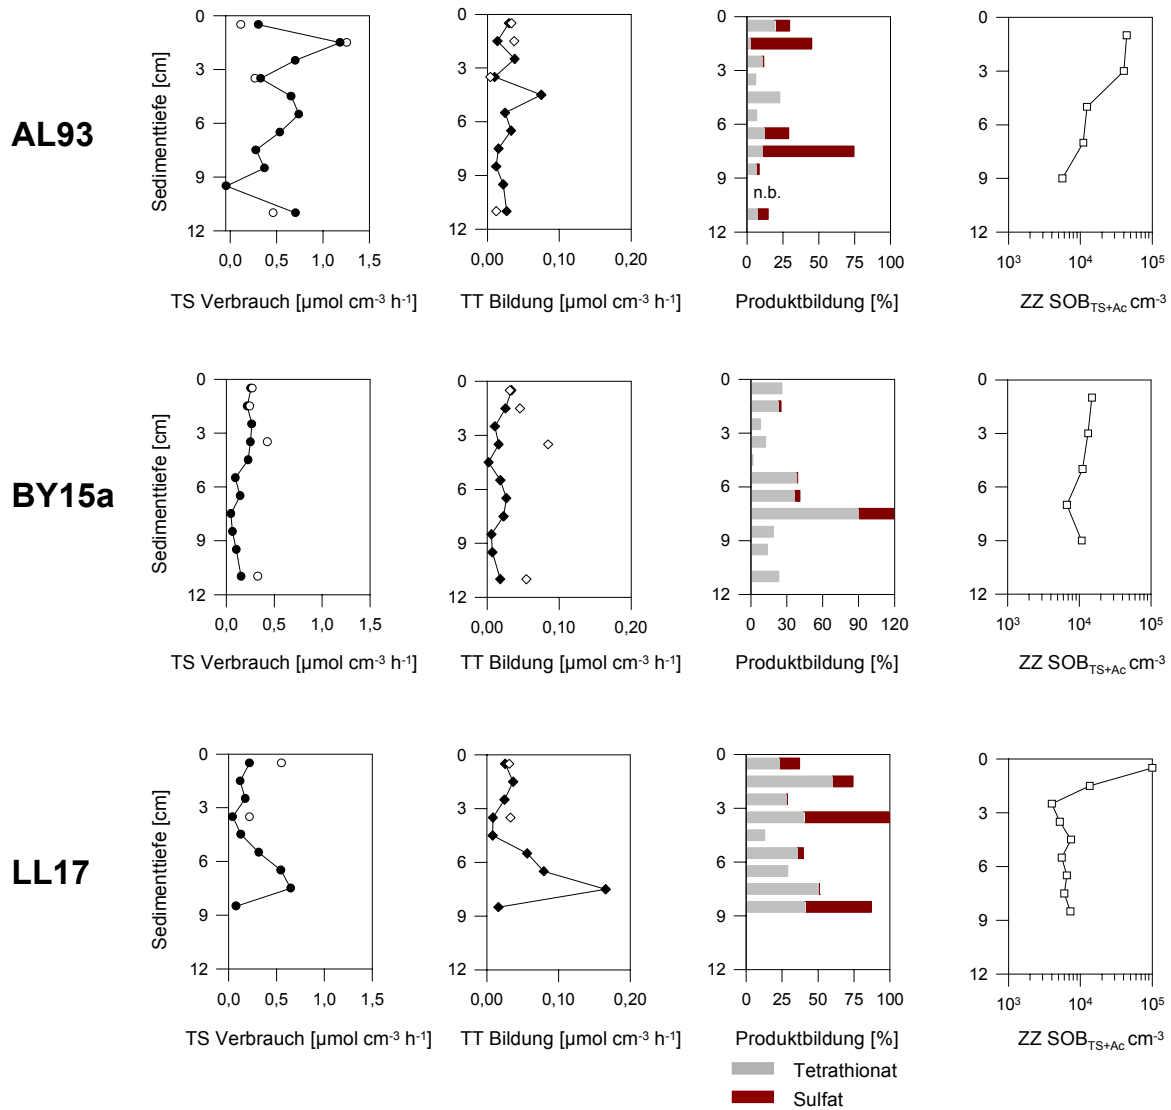 AL93
Sedimenttiefe [cm]
0
3
6
9
12
0,0 0,5 1,0 1,5
TS Verbrauch [µmol cm-3 h-1]
0
3
6
9
12
0,00 0,10 0,20
TT Bildung [µmol cm-3 h-1]
0
3
6
9
12
n.b.
0 25 50 75 100
Produktbildung [%]
0
3
6
9
12
10³ 10⁴ 10⁵
ZZ SOBTS+Ac cm-3
BY15a
Sedimenttiefe [cm]
0
3
6
9
12
0,0 0,5 1,0 1,5
TS Verbrauch [µmol cm-3 h-1]
0
3
6
9
12
0,00 0,10 0,20
TT Bildung [µmol cm-3 h-1]
0
3
6
9
12
0 30 60 90 120
Produktbildung [%]
0
3
6
9
12
10³ 10⁴ 10⁵
ZZ SOBTS+Ac cm-3
LL17
Sedimenttiefe [cm]
0
3
6
9
12
0,0 0,5 1,0 1,5
TS Verbrauch [µmol cm-3 h-1]
0
3
6
9
12
0,00 0,10 0,20
TT Bildung [µmol cm-3 h-1]
0
3
6
9
12
0 25 50 75 100
Produktbildung [%]
0
3
6
9
12
10³ 10⁴ 10⁵
ZZ SOBTS+Ac cm-3
Tetrathionat
Sulfat